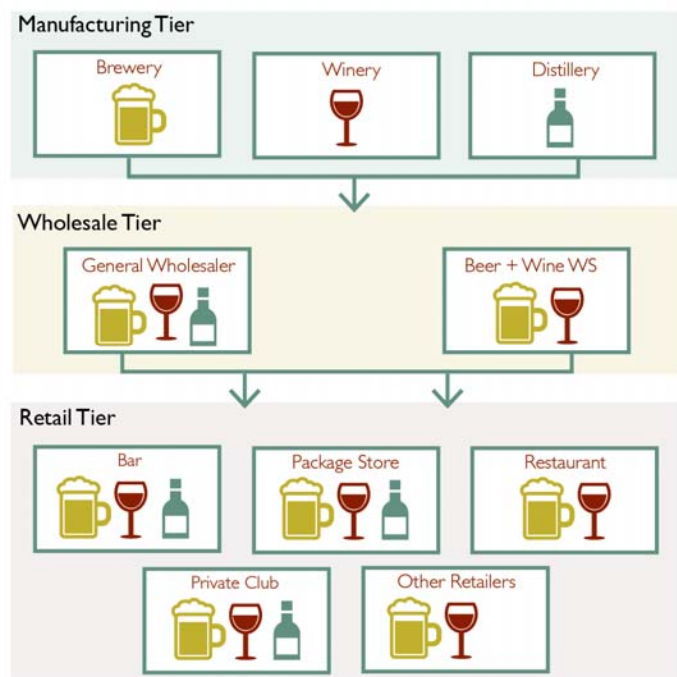 Manufacturing Tier
Brewery
Winery
Distillery
Wholesale Tier
General Wholesaler
Beer + Wine WS
Retail Tier
Bar
Package Store
Restaurant
Private Club
Other Retailers